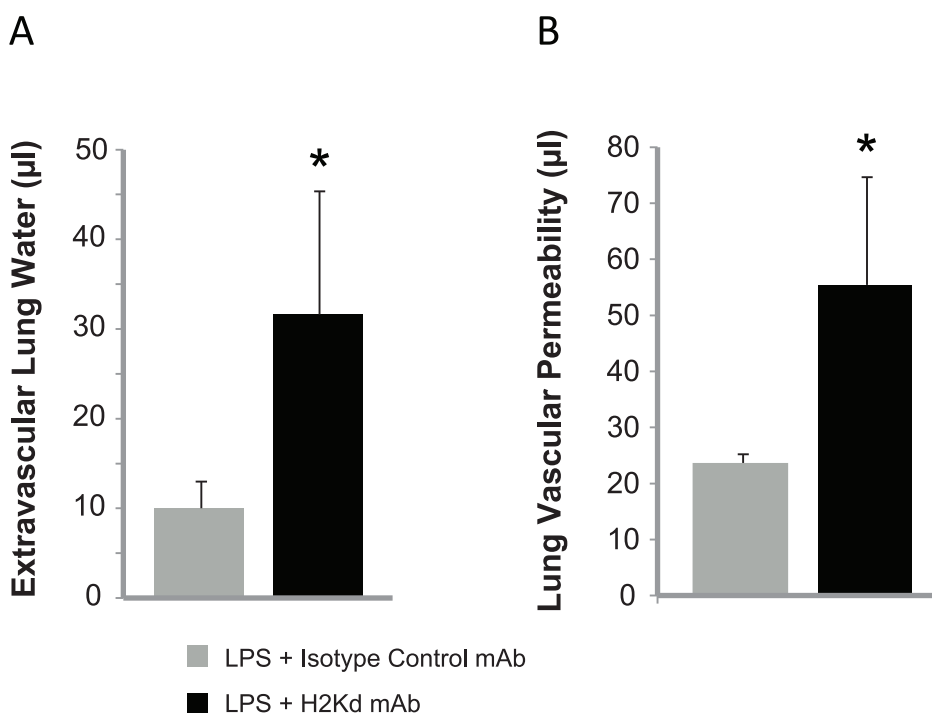 A
Extravascular Lung Water (µl)
50
40
30
20
10
0
*
B
Lung Vascular Permeability (µl)
80
70
60
50
40
30
20
10
0
*
LPS + Isotype Control mAb
LPS + H2Kd mAb